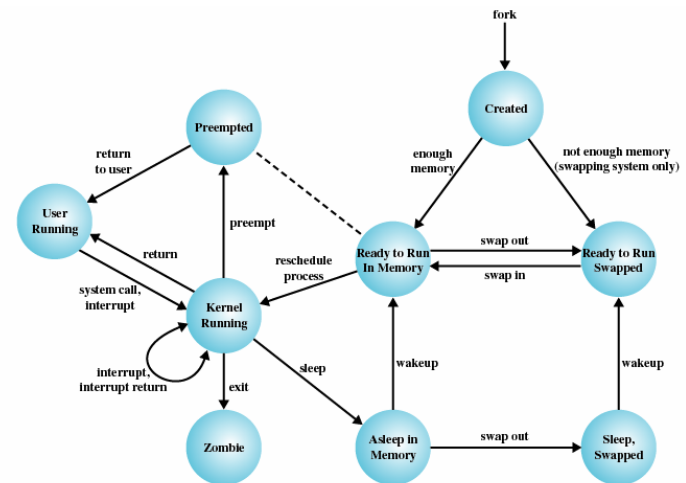 fork
Created
Preempted
enough
memory
not enough memory
(swapping system only)
return
to user
User
Running
preempt
return
reschedule
process
Ready to Run
In Memory
swap out
swap in
Ready to Run
Swapped
system call,
interrupt
Kernel
Running
interrupt,
interrupt return
exit
sleep
wakeup
wakeup
Zombie
Asleep in
Memory
swap out
Sleep,
Swapped